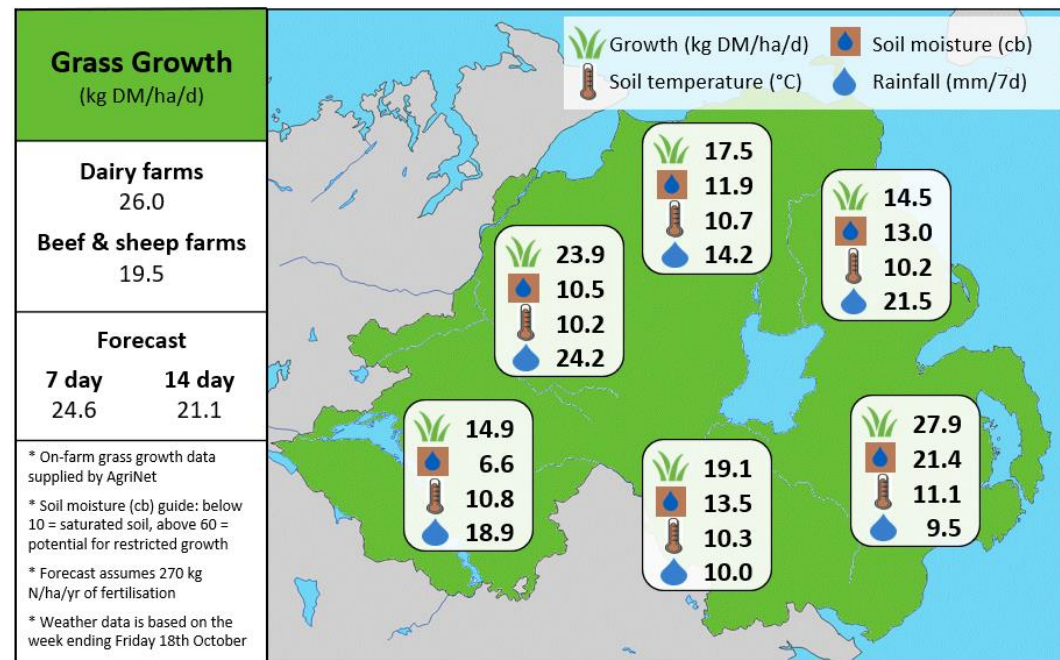 Grass Growth
(kg DM/ha/d)
Dairy farms
26.0
Beef & sheep farms
19.5
Forecast
7 day 14 day
24.6 21.1
* On-farm grass growth data
supplied by AgriNet
* Soil moisture (cb) guide: below
10 = saturated soil, above 60 =
potential for restricted growth
* Forecast assumes 270 kg
N/ha/yr of fertilisation
* Weather data is based on the
week ending Friday 18th October
Growth (kg DM/ha/d) Soil moisture (cb)
Soil temperature (°C) Rainfall (mm/7d)
17.5
11.9
10.7
14.2
14.5
13.0
10.2
21.5
23.9
10.5
10.2
24.2
14.9
6.6
10.8
18.9
19.1
13.5
10.3
10.0
27.9
21.4
11.1
9.5